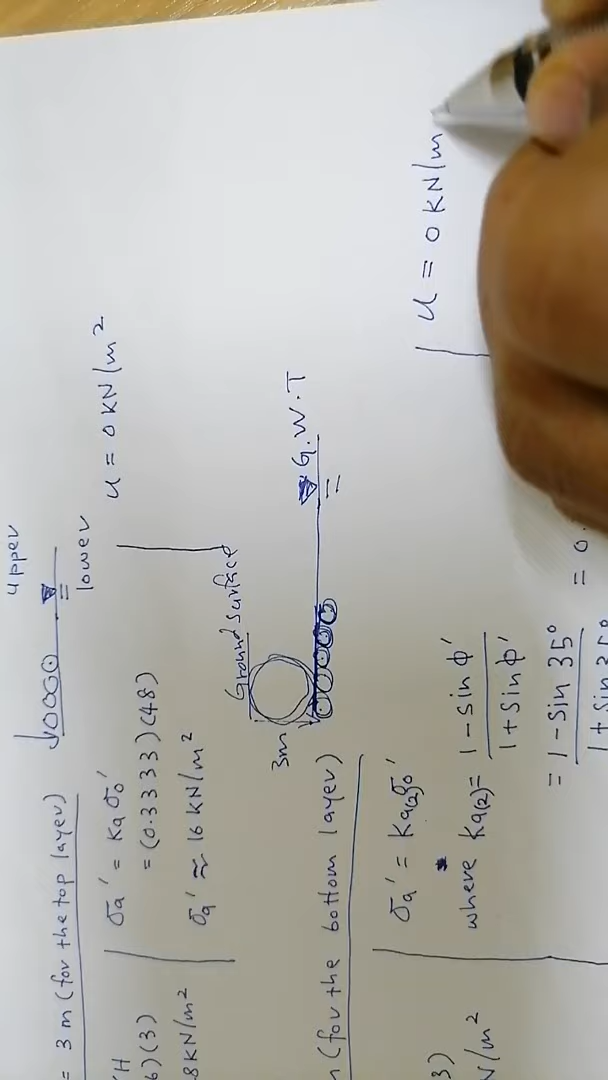 upper
lower
= 3 m (for the top layer)
'H
6)(3)
8 KN/m²
σa' = Ka σo'
= (0.3333)(48)
σa' ≈ 16 KN/m²
u = 0 KN/m²
Ground surface
3m
G.W.T
(for the bottom layer)
3)
N/m²
σa' = Ka(2)σo'
where Ka(2) = 1 - sin φ' / 1 + sin φ'
= 1 - sin 35° / 1 + sin 35° = 0.
u = 0 KN/m